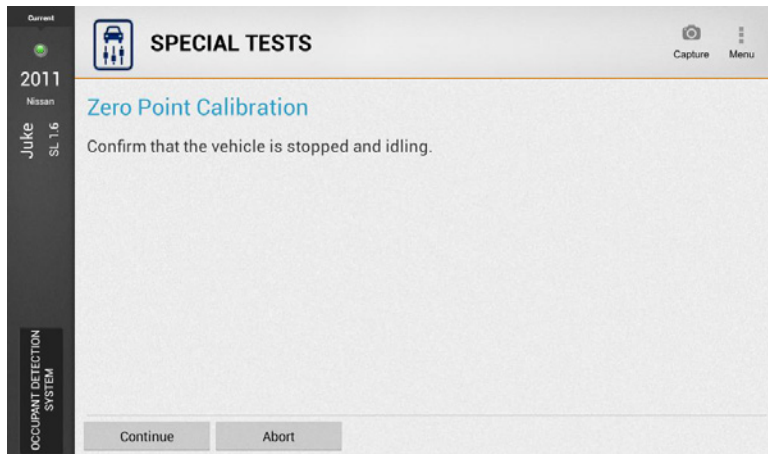 Current
2011
Nissan
Juke
SL 1.6
OCCUPANT DETECTION
SYSTEM
SPECIAL TESTS
Capture
Menu
Zero Point Calibration
Confirm that the vehicle is stopped and idling.
Continue
Abort